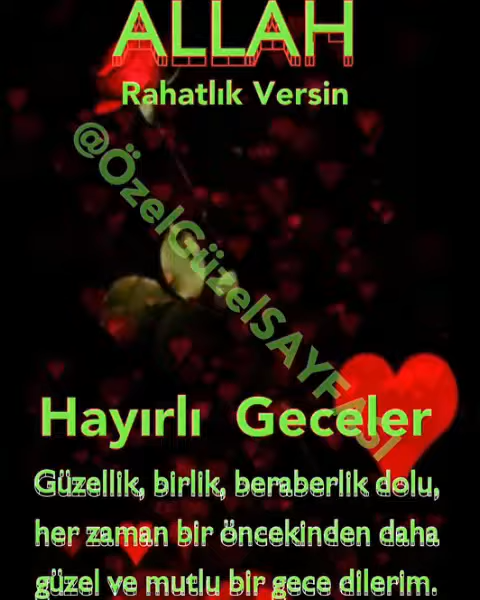 ALLAH
Rahatlık Versin
@ÖzelGüzelSAYFASI
Hayırlı Geceler
Güzellik, birlik, beraberlik dolu,
her zaman bir öncekinden daha
güzel ve mutlu bir gece dilerim.